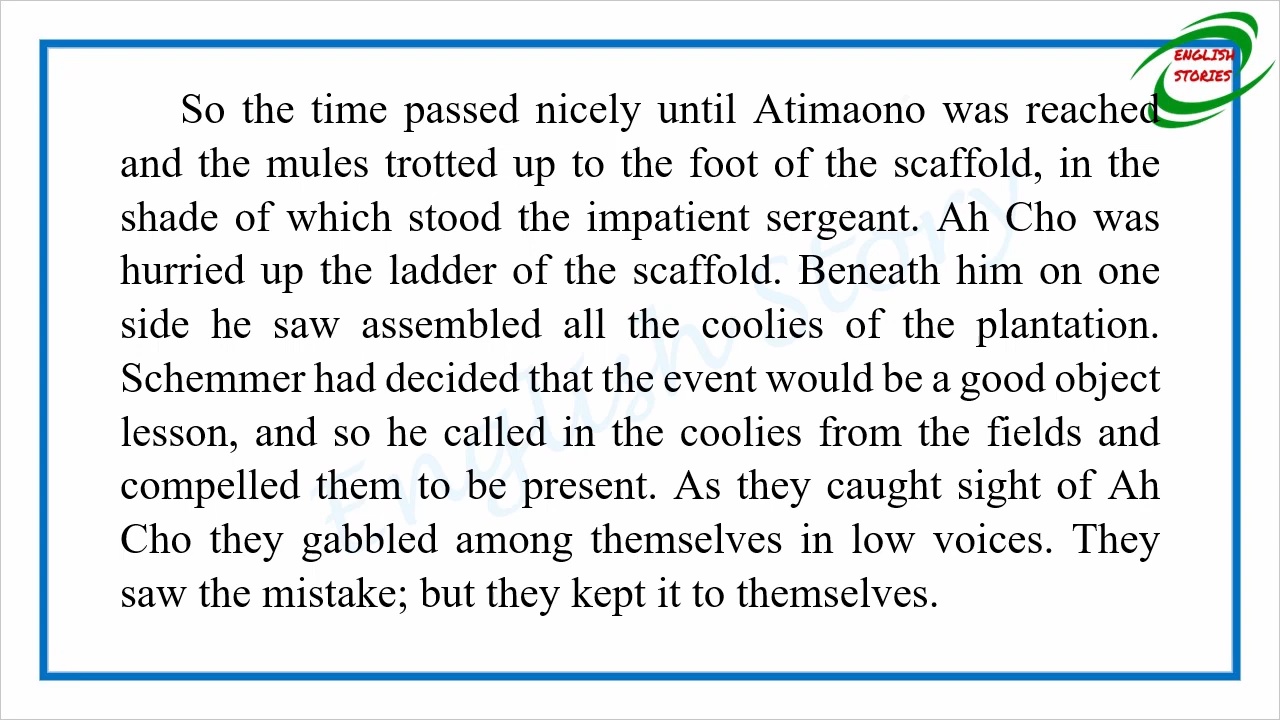 ENGLISH
STORIES
So the time passed nicely until Atimaono was reached
and the mules trotted up to the foot of the scaffold, in the
shade of which stood the impatient sergeant. Ah Cho was
hurried up the ladder of the scaffold. Beneath him on one
side he saw assembled all the coolies of the plantation.
Schemmer had decided that the event would be a good object
lesson, and so he called in the coolies from the fields and
compelled them to be present. As they caught sight of Ah
Cho they gabbled among themselves in low voices. They
saw the mistake; but they kept it to themselves.
English Story